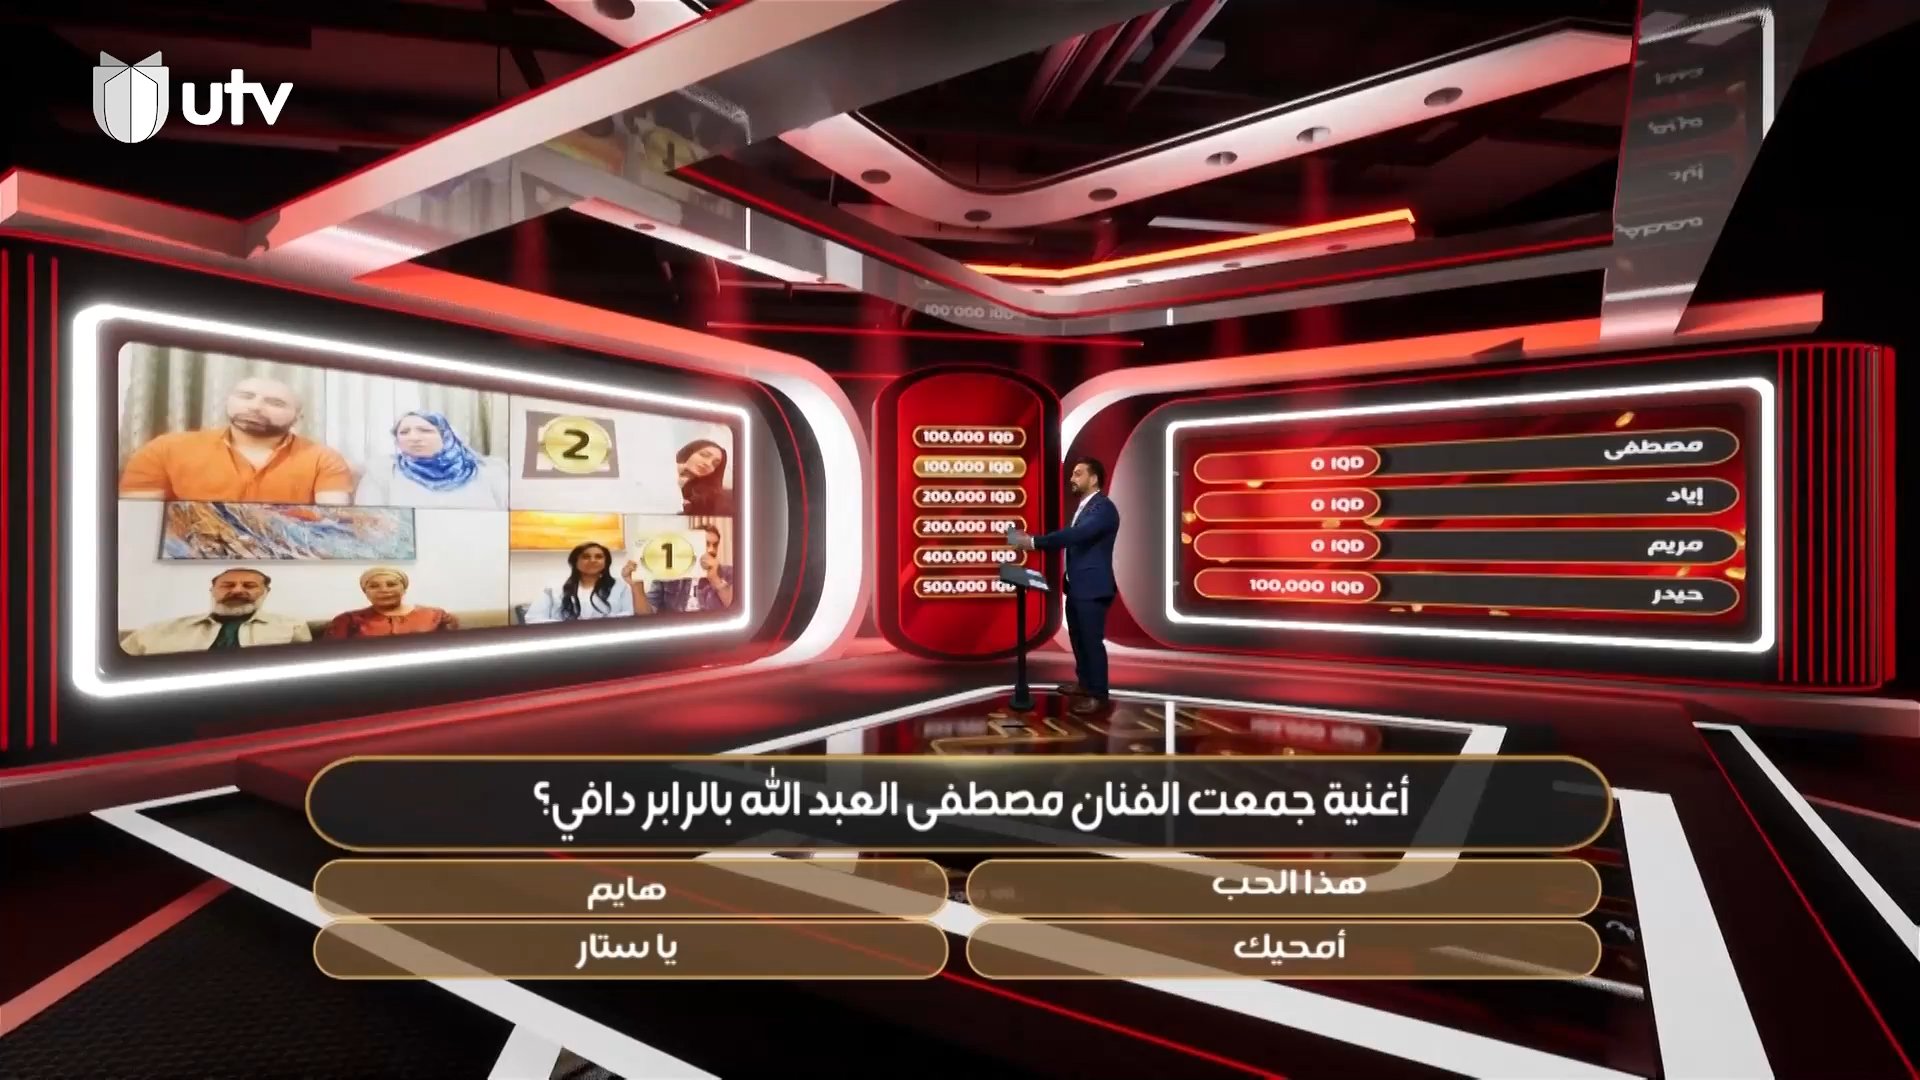 utv
2
1
100,000 IQD
100,000 IQD
200,000 IQD
200,000 IQD
400,000 IQD
500,000 IQD
مصطفى 0 IQD
إياد 0 IQD
مريم 0 IQD
حيدر 100,000 IQD
أغنية جمعت الفنان مصطفى العبد الله بالرابر دافي؟
هذا الحب
هايم
أمحيك
يا ستار